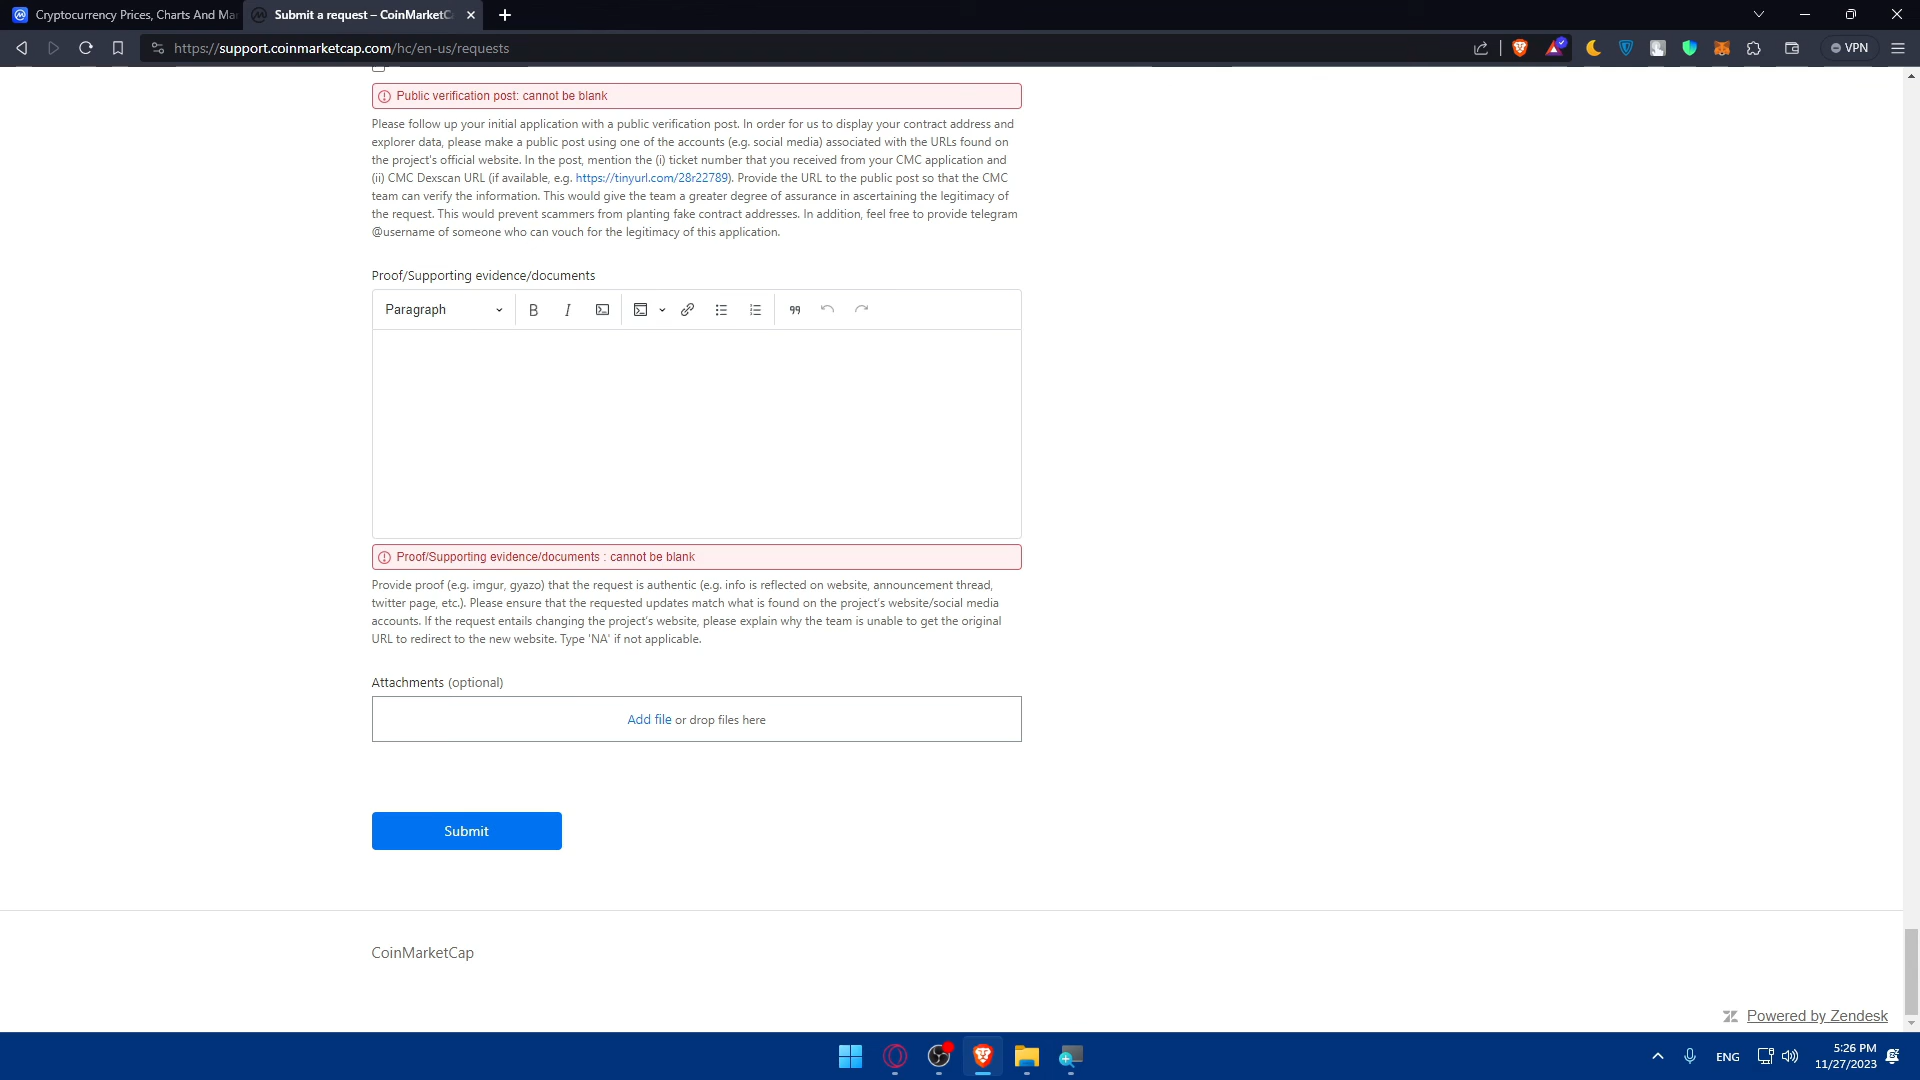 Cryptocurrency Prices, Charts And Ma
Submit a request – CoinMarketC
https://support.coinmarketcap.com/hc/en-us/requests
VPN
Public verification post: cannot be blank
Please follow up your initial application with a public verification post. In order for us to display your contract address and
explorer data, please make a public post using one of the accounts (e.g. social media) associated with the URLs found on
the project's official website. In the post, mention the (i) ticket number that you received from your CMC application and
(ii) CMC Dexscan URL (if available, e.g. https://tinyurl.com/28r22789). Provide the URL to the public post so that the CMC
team can verify the information. This would give the team a greater degree of assurance in ascertaining the legitimacy of
the request. This would prevent scammers from planting fake contract addresses. In addition, feel free to provide telegram
@username of someone who can vouch for the legitimacy of this application.
Proof/Supporting evidence/documents
Paragraph
Proof/Supporting evidence/documents : cannot be blank
Provide proof (e.g. imgur, gyazo) that the request is authentic (e.g. info is reflected on website, announcement thread,
twitter page, etc.). Please ensure that the requested updates match what is found on the project's website/social media
accounts. If the request entails changing the project's website, please explain why the team is unable to get the original
URL to redirect to the new website. Type 'NA' if not applicable.
Attachments (optional)
Add file or drop files here
Submit
CoinMarketCap
Powered by Zendesk
ENG
5:26 PM
11/27/2023